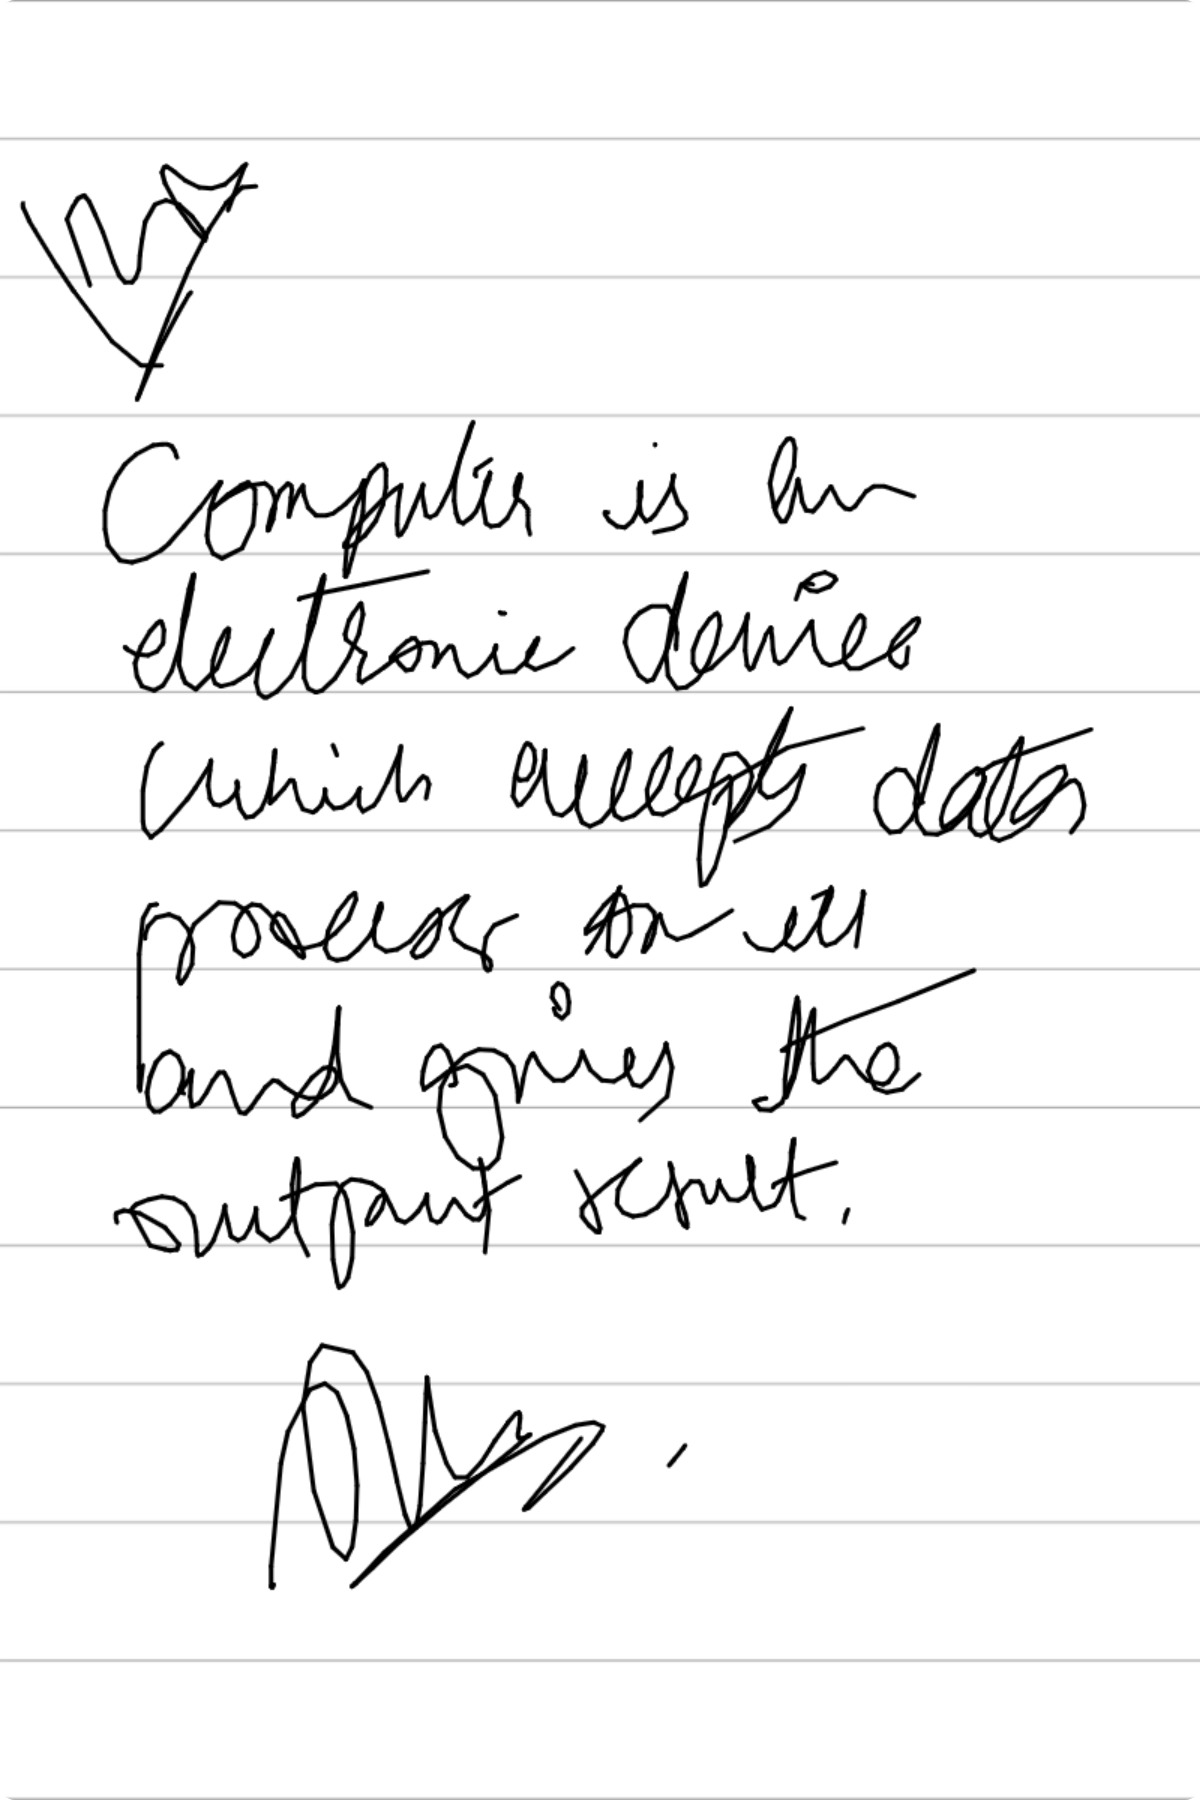 Computer is an
electronic device
which accepts data
process on it
and gives the
output result.